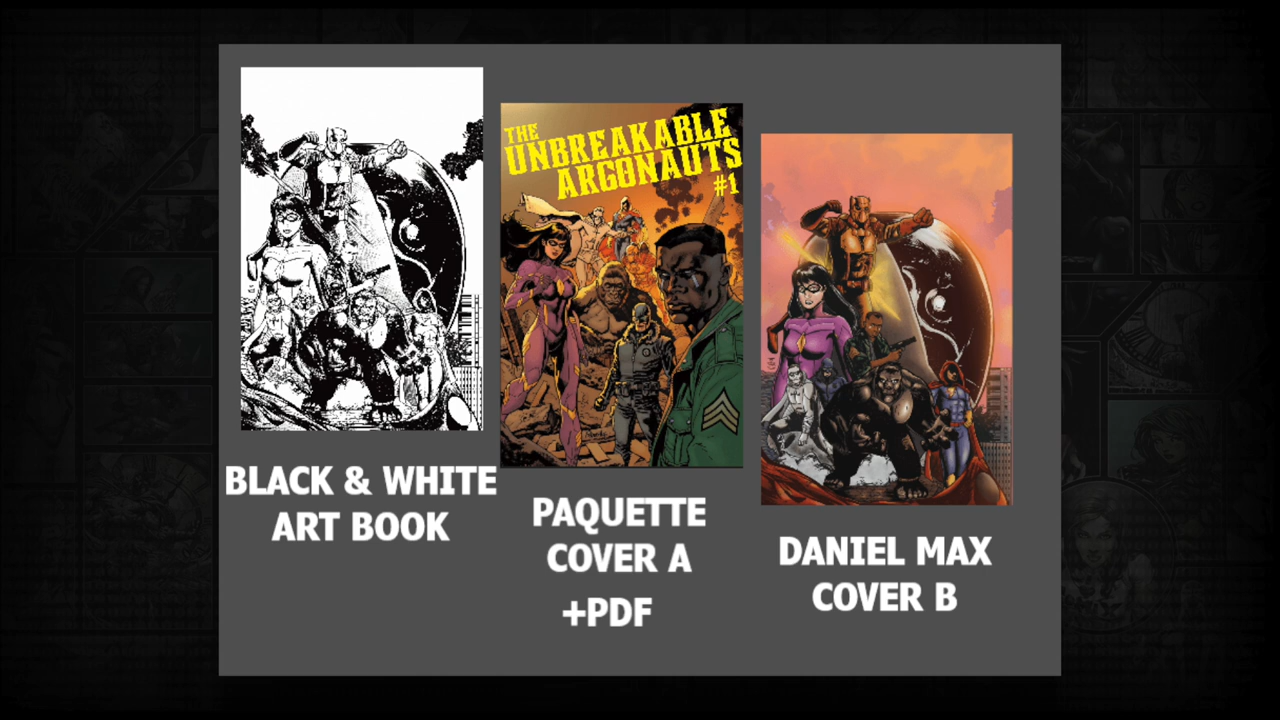 THE
UNBREAKABLE
ARGONAUTS
#1
BLACK & WHITE
ART BOOK
PAQUETTE
COVER A
+PDF
DANIEL MAX
COVER B